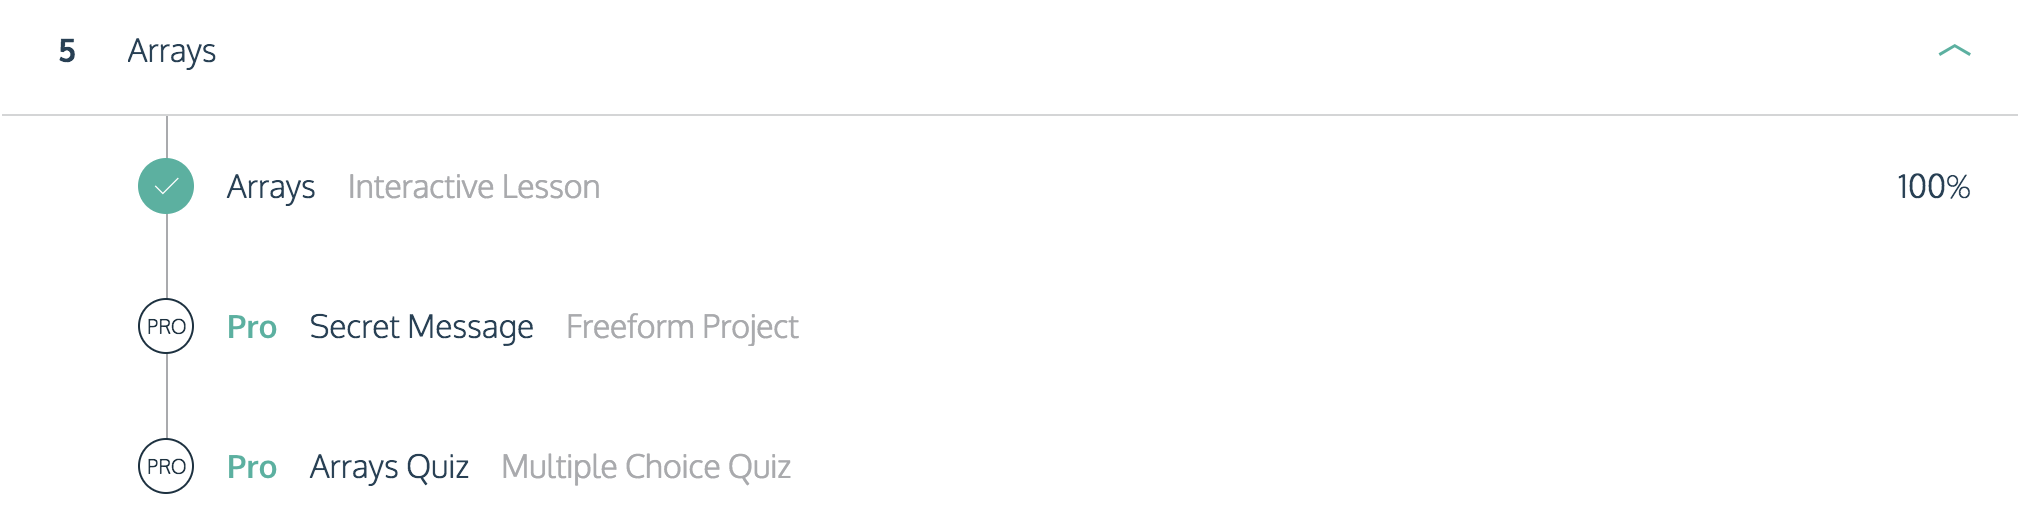 5 Arrays
Arrays Interactive Lesson 100%
PRO Pro Secret Message Freeform Project
PRO Pro Arrays Quiz Multiple Choice Quiz